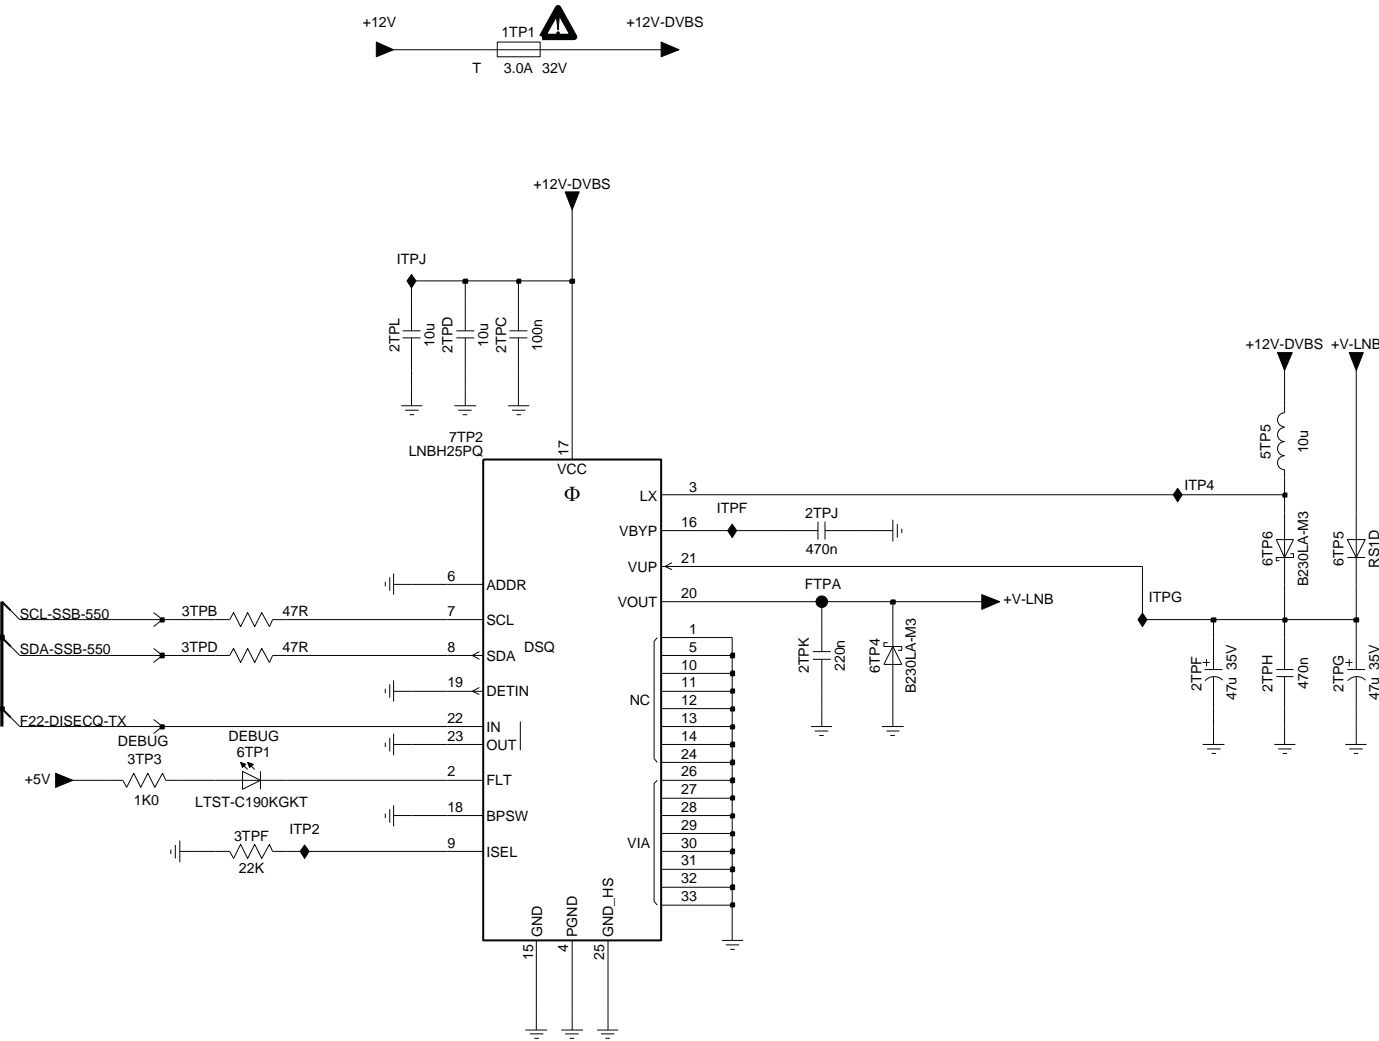 +12V
1TP1
+12V-DVBS
T 3.0A 32V
+12V-DVBS
ITPJ
2TPL
10u
2TPD
10u
2TPC
100n
+12V-DVBS
+V-LNB
5TP5
10u
7TP2
LNBH25PQ
17
VCC
Φ
LX
3
ITP4
ITPF
2TPJ
VBYP
16
470n
6TP6
B230LA-M3
6TP5
RS1D
VUP
21
6
ADDR
FTPA
VOUT
20
+V-LNB
ITPG
SCL-SSB-550
3TPB
47R
7
SCL
SDA-SSB-550
3TPD
47R
8
SDA
DSQ
19
DETIN
F22-DISECQ-TX
22
IN
23
OUT
1
5
10
11
NC
12
13
14
24
2TPK
220n
6TP4
B230LA-M3
2TPF
+
47u 35V
2TPH
470n
2TPG
+
47u 35V
DEBUG
3TP3
1K0
DEBUG
6TP1
LTST-C190KGKT
+5V
2
FLT
18
BPSW
3TPF
22K
ITP2
9
ISEL
26
27
28
29
VIA
30
31
32
33
GND
15
PGND
4
GND_HS
25